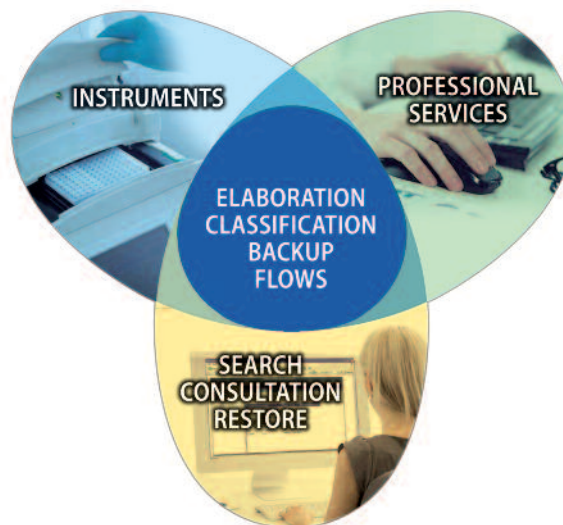 INSTRUMENTS
PROFESSIONAL
SERVICES
ELABORATION
CLASSIFICATION
BACKUP
FLOWS
SEARCH
CONSULTATION
RESTORE